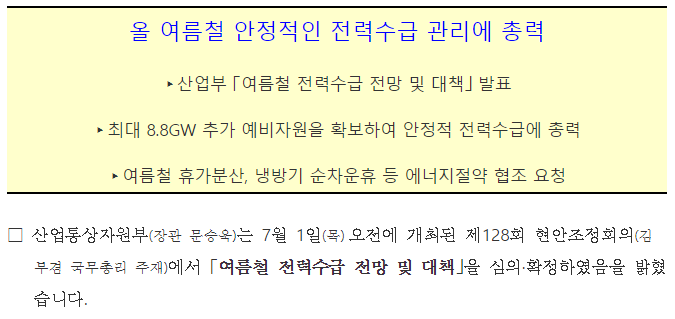 올 여름철 안정적인 전력수급 관리에 총력
▸산업부 ｢여름철 전력수급 전망 및 대책｣ 발표
▸최대 8.8GW 추가 예비자원을 확보하여 안정적 전력수급에 총력
▸여름철 휴가분산, 냉방기 순차운휴 등 에너지절약 협조 요청
□ 산업통상자원부(장관 문승욱)는 7월 1일(목) 오전에 개최된 제128회 현안조정회의(김
부겸 국무총리 주재)에서 ｢여름철 전력수급 전망 및 대책｣을 심의·확정하였음을 밝혔
습니다.